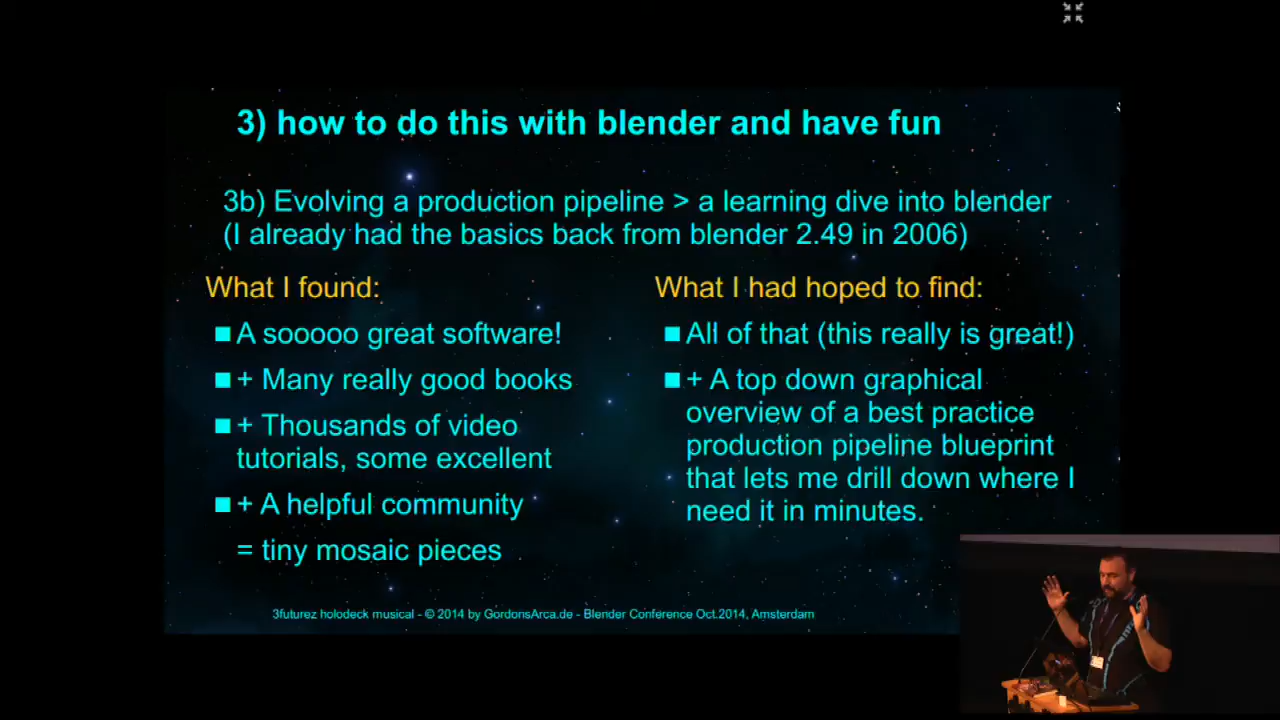 3) how to do this with blender and have fun
3b) Evolving a production pipeline > a learning dive into blender
(I already had the basics back from blender 2.49 in 2006)
What I found:
■ A sooooo great software!
■ + Many really good books
■ + Thousands of video
tutorials, some excellent
■ + A helpful community
= tiny mosaic pieces
What I had hoped to find:
■ All of that (this really is great!)
■ + A top down graphical
overview of a best practice
production pipeline blueprint
that lets me drill down where I
need it in minutes.
3futurez holodeck musical - © 2014 by GordonsArca.de - Blender Conference Oct.2014, Amsterdam